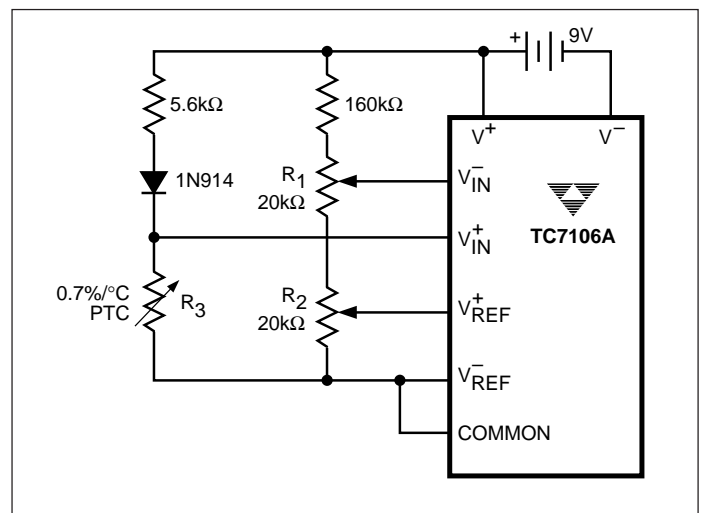 + 9V
5.6kΩ
160kΩ
V+
V–
1N914
R1
20kΩ
V–IN
V+IN
TC7106A
0.7%/°C
PTC
R3
R2
20kΩ
V+REF
V–REF
COMMON